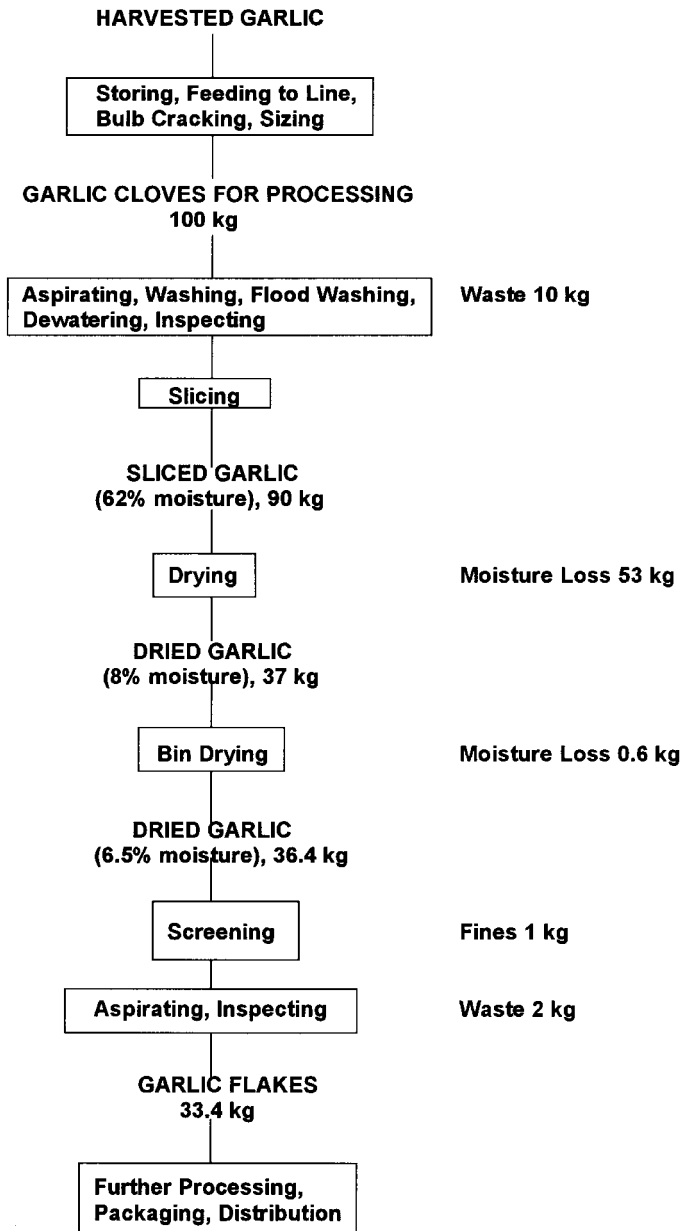 HARVESTED GARLIC
Storing, Feeding to Line,
Bulb Cracking, Sizing
GARLIC CLOVES FOR PROCESSING
100 kg
Aspirating, Washing, Flood Washing,
Dewatering, Inspecting
Waste 10 kg
Slicing
SLICED GARLIC
(62% moisture), 90 kg
Drying
Moisture Loss 53 kg
DRIED GARLIC
(8% moisture), 37 kg
Bin Drying
Moisture Loss 0.6 kg
DRIED GARLIC
(6.5% moisture), 36.4 kg
Screening
Fines 1 kg
Aspirating, Inspecting
Waste 2 kg
GARLIC FLAKES
33.4 kg
Further Processing,
Packaging, Distribution